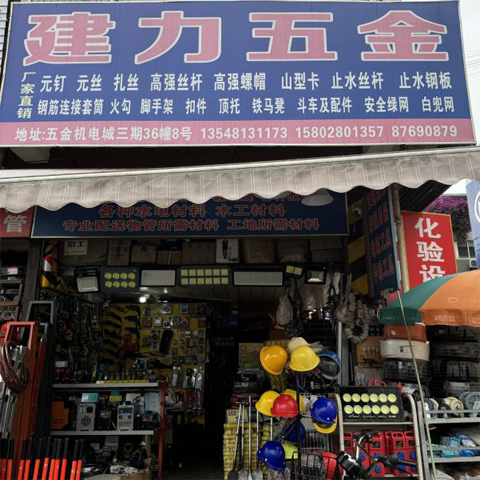 建力五金
厂家直销
元钉 元丝 扎丝 高强丝杆 高强螺帽 山型卡 止水丝杆 止水钢板
钢筋连接套筒 火勾 脚手架 扣件 顶托 铁马凳 斗车及配件 安全绿网 白兜网
地址:五金机电城三期36幢8号 13548131173 15802801357 87690879
各种水电材料 木工材料
专业配送物管所需材料 工地所需材料
管
化验设